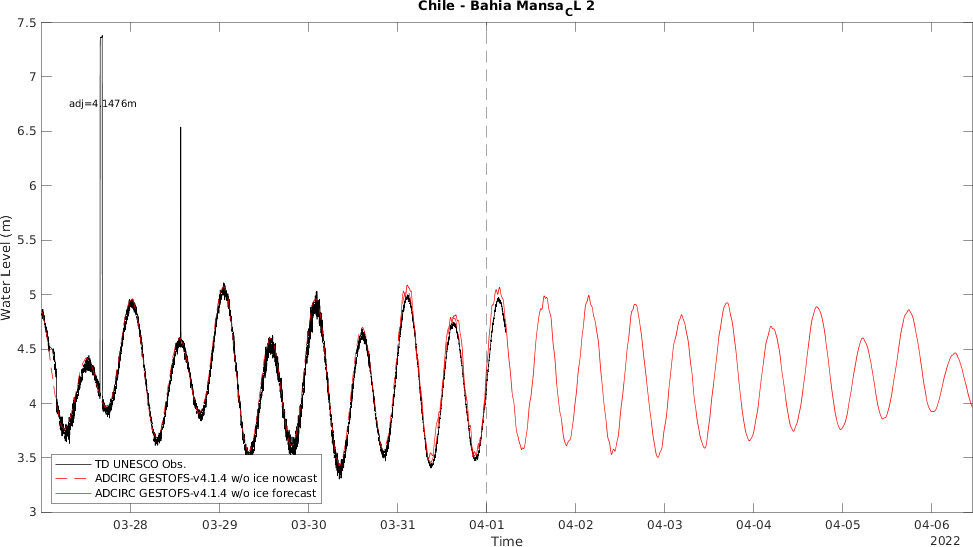 Chile - Bahia Mansa_CL 2
7.5
7
6.5
6
5.5
5
4.5
4
3.5
3
Water Level (m)
adj=4.1476m
TD UNESCO Obs.
ADCIRC GESTOFS-v4.1.4 w/o ice nowcast
ADCIRC GESTOFS-v4.1.4 w/o ice forecast
03-28 03-29 03-30 03-31 04-01 04-02 04-03 04-04 04-05 04-06
Time
2022